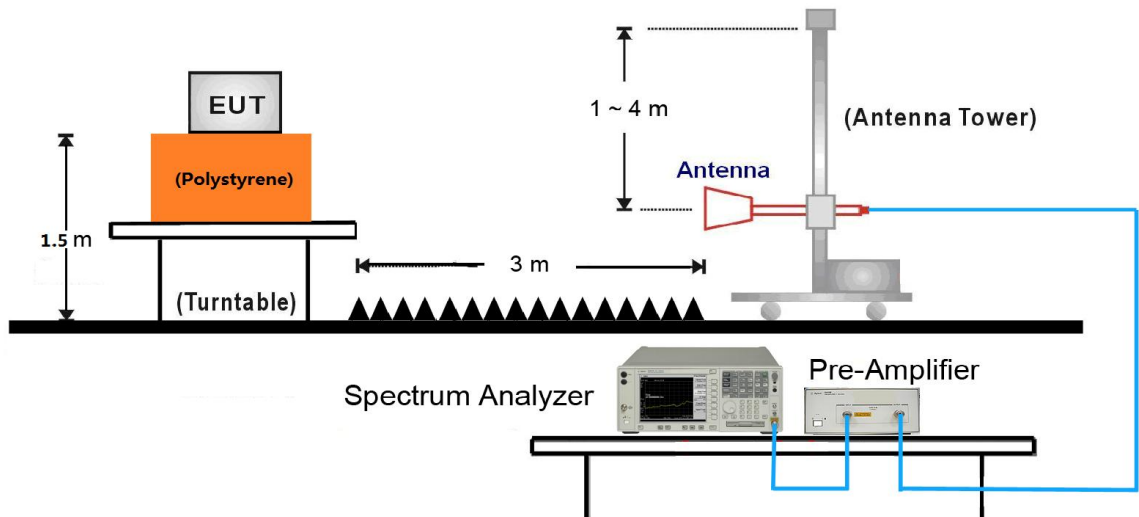 EUT
(Polystyrene)
1.5 m
(Turntable)
3 m
1 ~ 4 m
Antenna
(Antenna Tower)
Spectrum Analyzer
Pre-Amplifier